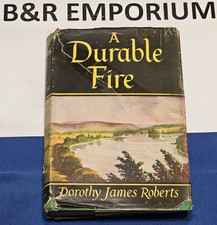 B&R EMPORIUM
A
Durable
Fire
Dorothy James Roberts